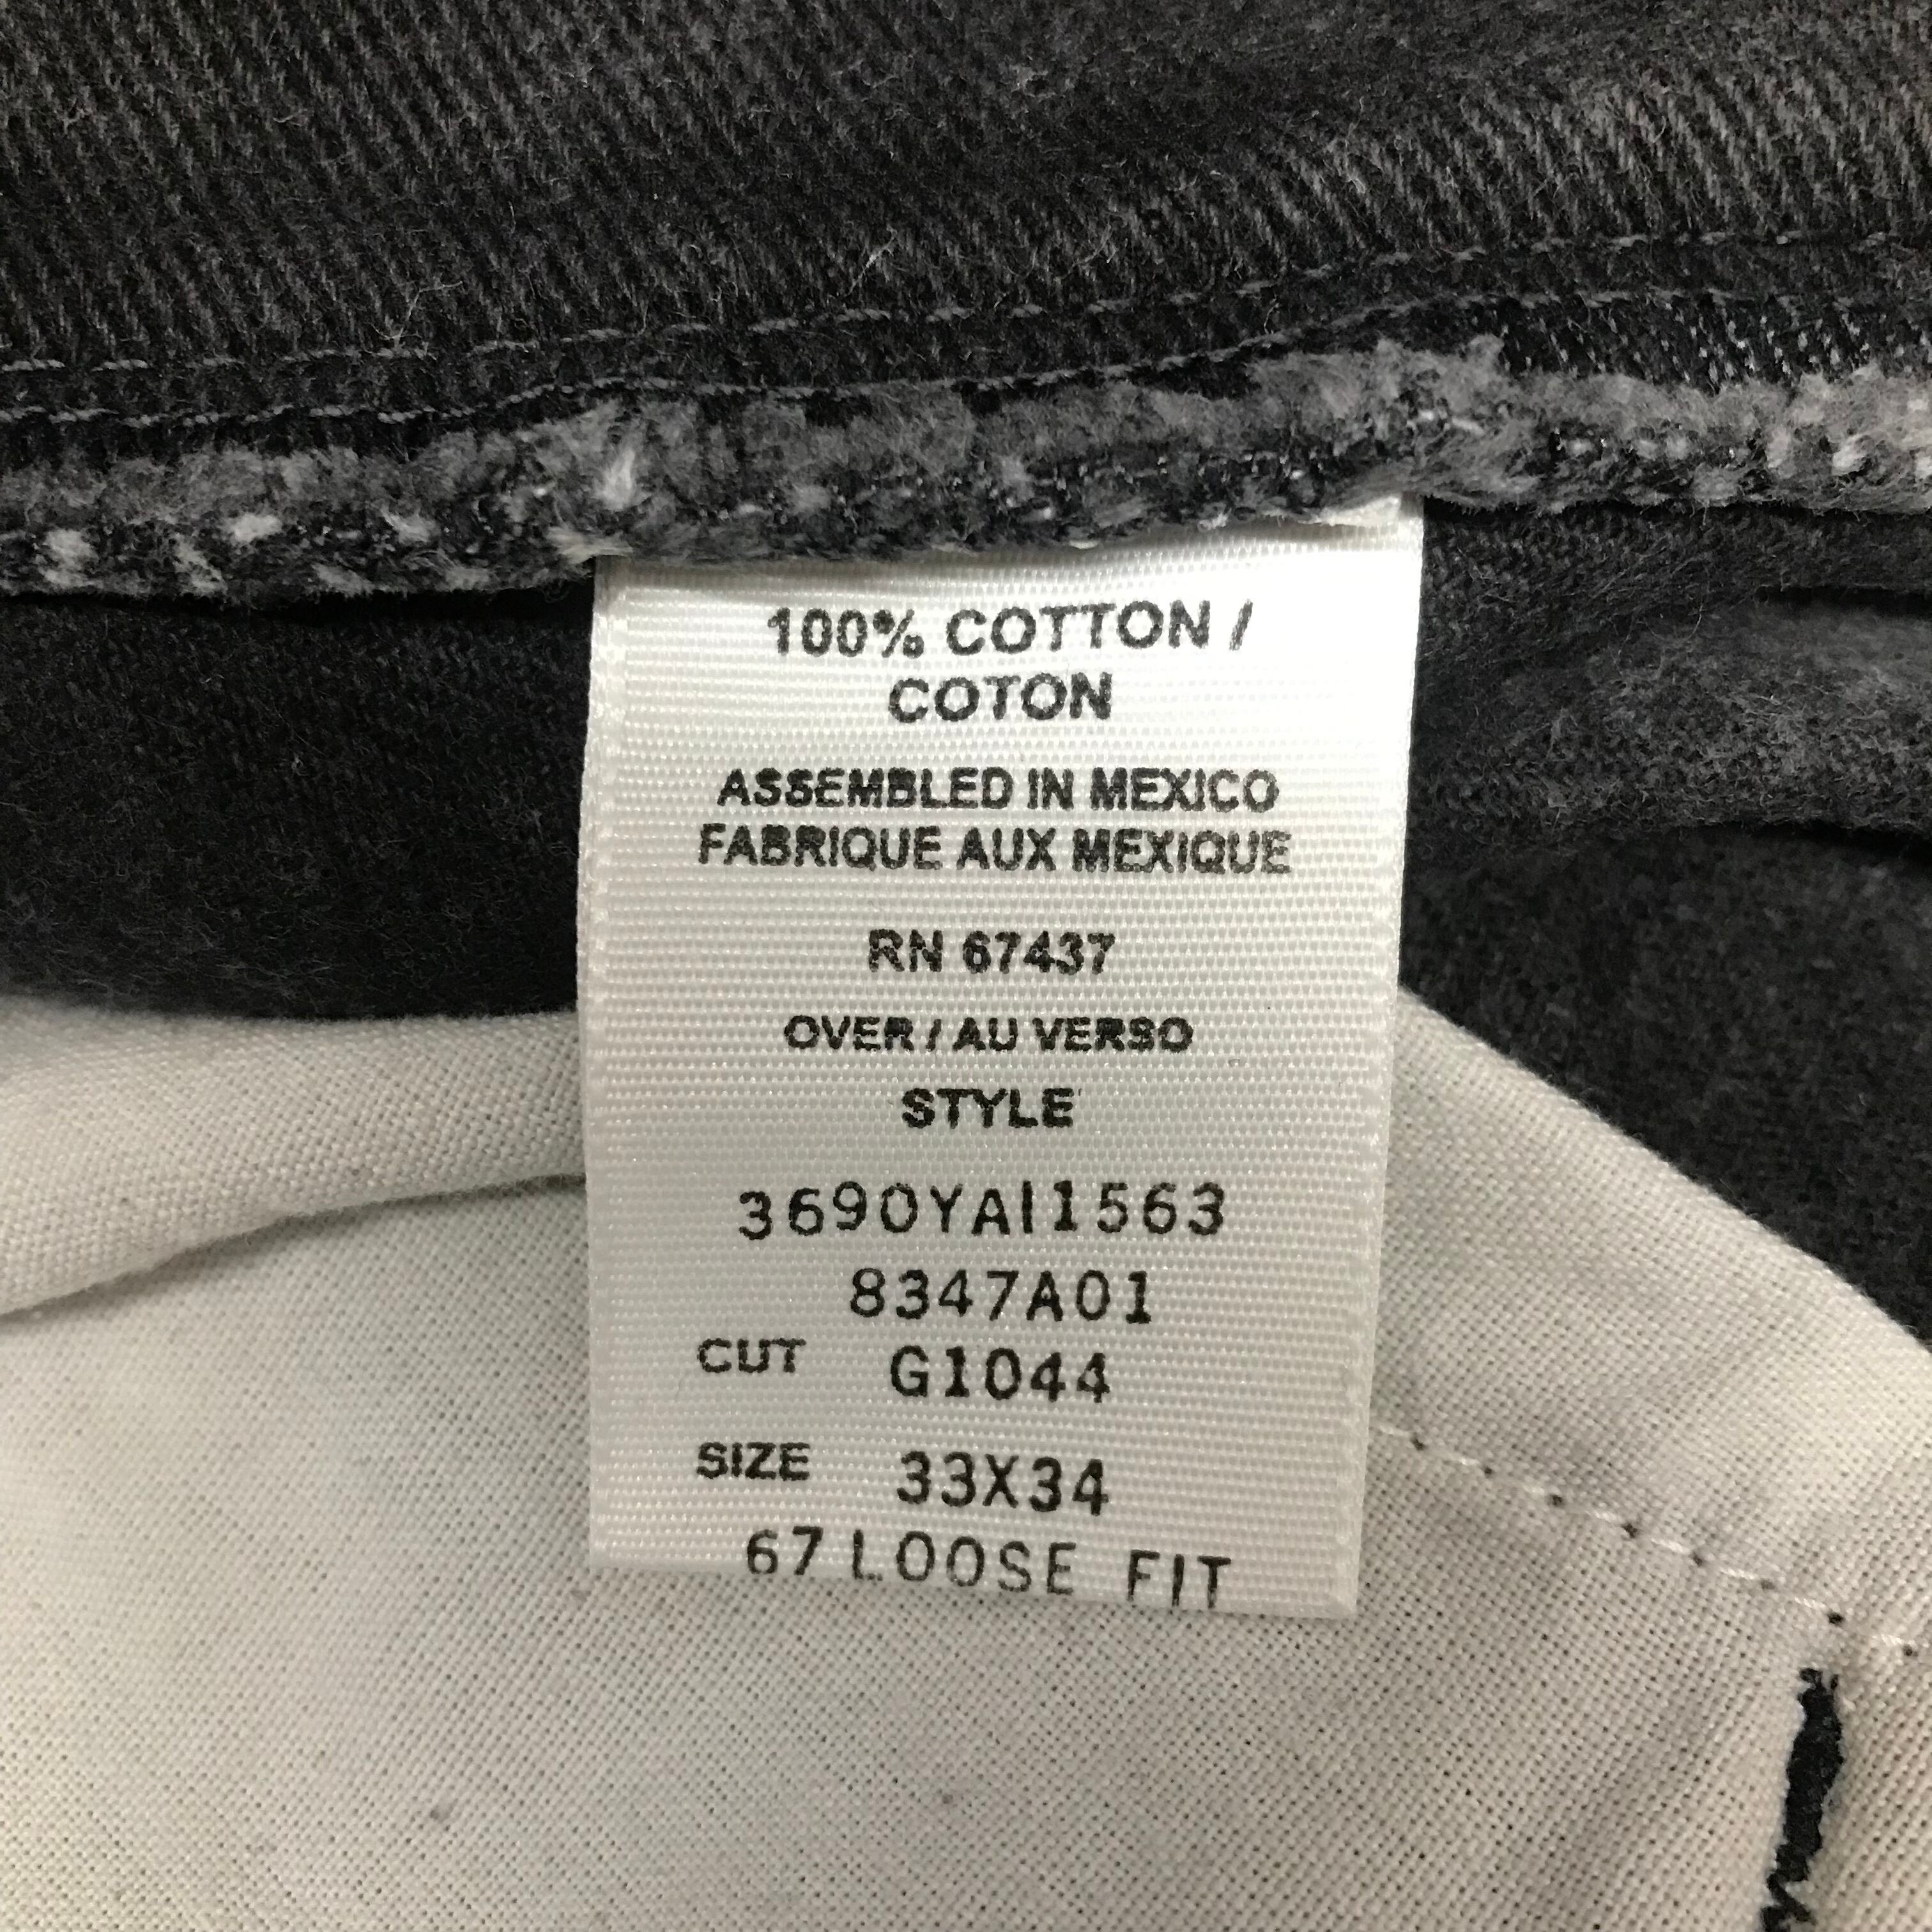 100% COTTON /
COTON
ASSEMBLED IN MEXICO
FABRIQUE AUX MEXIQUE
RN 67437
OVER / AU VERSO
STYLE
3690YAI1563
8347A01
CUT G1044
SIZE 33X34
67 LOOSE FIT